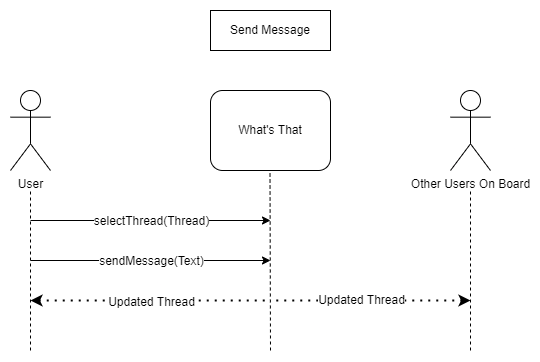 Send Message
What's That
User
Other Users On Board
selectThread(Thread)
sendMessage(Text)
Updated Thread
Updated Thread